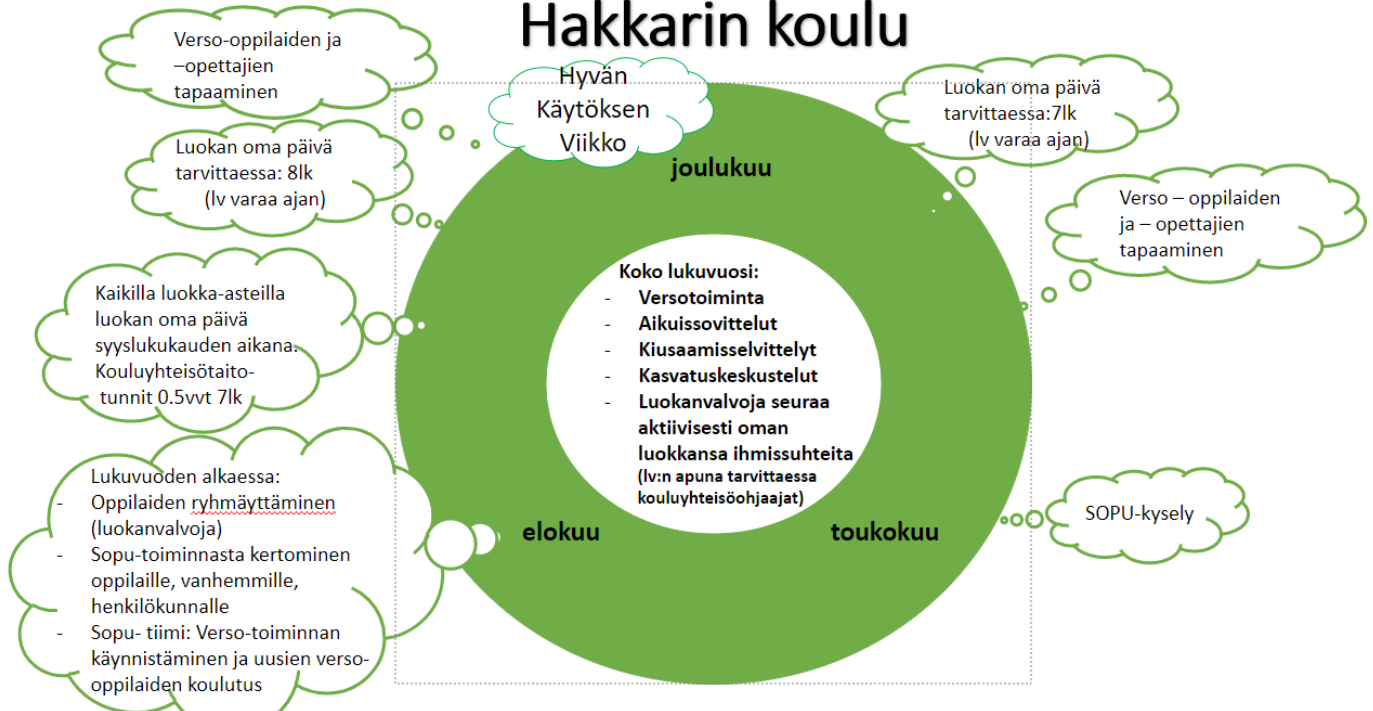 Hakkarin koulu
Verso-oppilaiden ja
–opettajien
tapaaminen
Hyvän
Käytöksen
Viikko
Luokan oma päivä
tarvittaessa:7lk
(lv varaa ajan)
Luokan oma päivä
tarvittaessa: 8lk
(lv varaa ajan)
joulukuu
Verso – oppilaiden
ja – opettajien
tapaaminen
Kaikilla luokka-asteilla
luokan oma päivä
syyslukukauden aikana.
Kouluyhteisötaito-
tunnit 0.5vvt 7lk
Koko lukuvuosi:
- Versotoiminta
- Aikuissovittelut
- Kiusaamisselvittelyt
- Kasvatuskeskustelut
- Luokanvalvoja seuraa
aktiivisesti oman
luokkansa ihmissuhteita
(lv:n apuna tarvittaessa
kouluyhteisöohjaajat)
Lukuvuoden alkaessa:
- Oppilaiden ryhmäyttäminen
(luokanvalvoja)
- Sopu-toiminnasta kertominen
oppilaille, vanhemmille,
henkilökunnalle
- Sopu- tiimi: Verso-toiminnan
käynnistäminen ja uusien verso-
oppilaiden koulutus
elokuu
toukokuu
SOPU-kysely